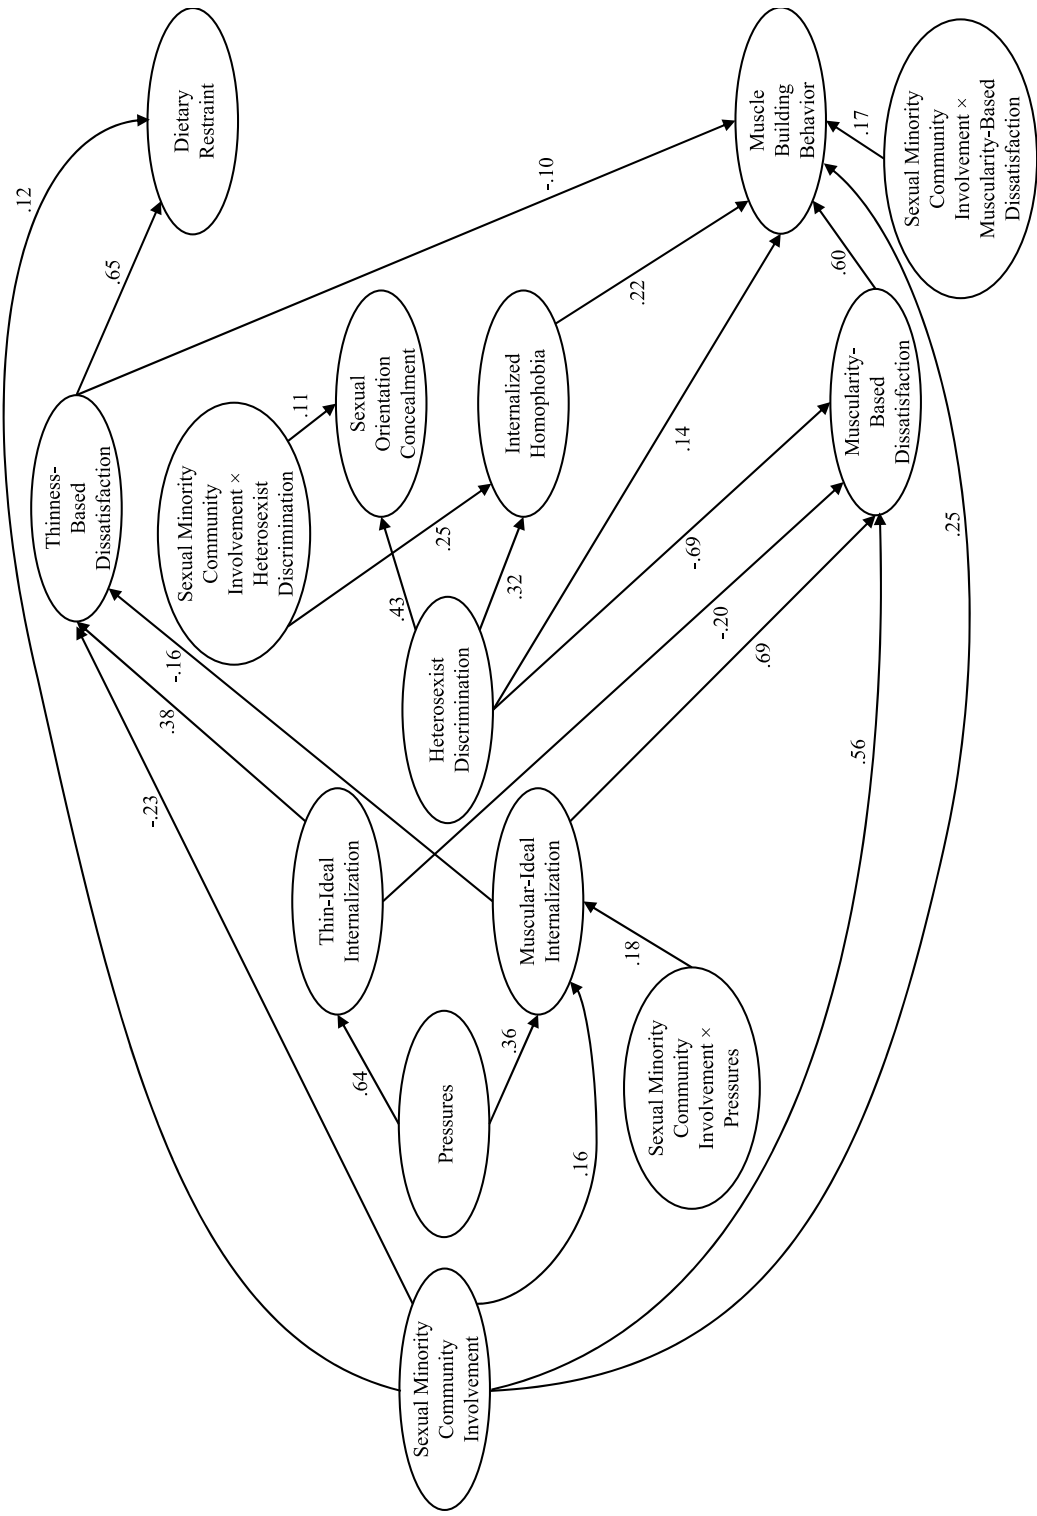 .12
Dietary
Restraint
.65
Thinness-
Based
Dissatisfaction
-.10
Sexual Minority
Community
Involvement ×
Heterosexist
Discrimination
.11
Sexual
Orientation
Concealment
.25
.43
Internalized
Homophobia
.32
.22
Muscle
Building
Behavior
.17
Sexual Minority
Community
Involvement ×
Muscularity-Based
Dissatisfaction
.60
.14
Heterosexist
Discrimination
-.69
Muscularity-
Based
Dissatisfaction
-.20
.69
.25
.56
-.16
.38
-.23
Thin-Ideal
Internalization
Muscular-Ideal
Internalization
.18
.64
.36
Pressures
Sexual Minority
Community
Involvement ×
Pressures
.16
Sexual Minority
Community
Involvement